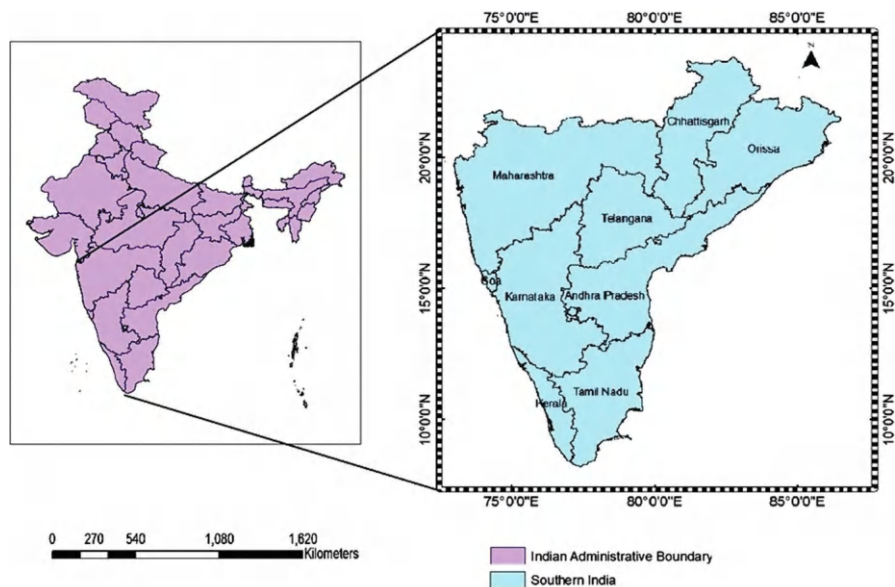 75°0'0"E 80°0'0"E 85°0'0"E
N
20°0'0"N
15°0'0"N
10°0'0"N
20°0'0"N
15°0'0"N
10°0'0"N
Chhattisgarh
Orissa
Maharashtra
Telangana
Goa
Karnataka
Andhra Pradesh
Kerala
Tamil Nadu
75°0'0"E 80°0'0"E 85°0'0"E
0 270 540 1,080 1,620
Kilometers
Indian Administrative Boundary
Southern India